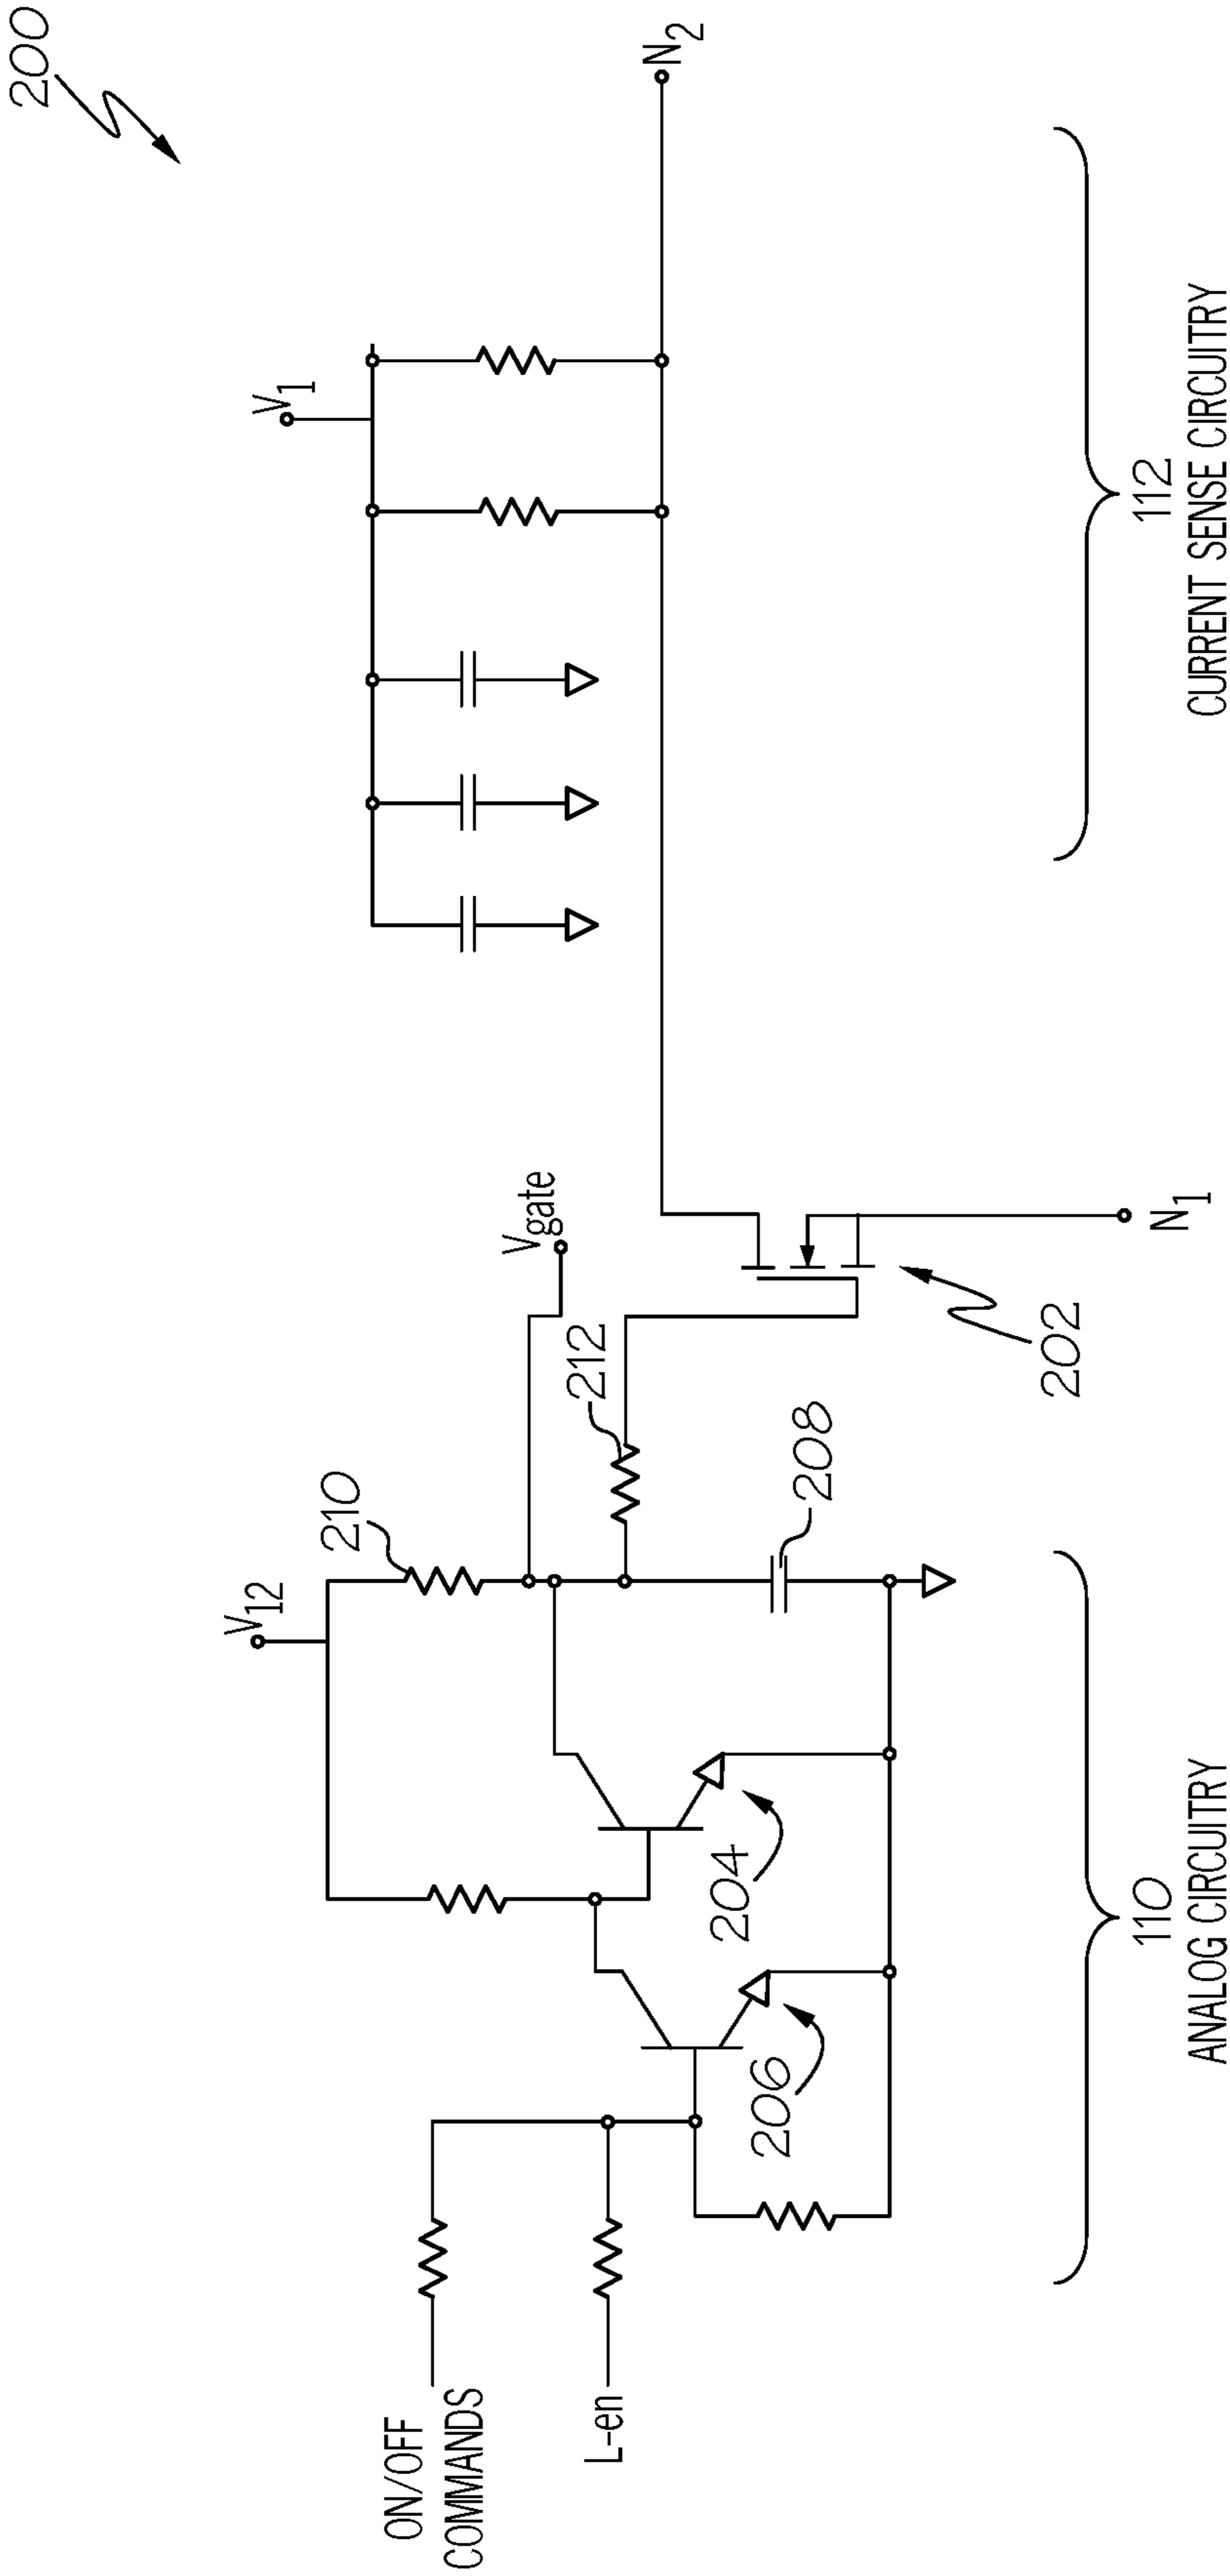 200
V12
V1
210
Vgate
N2
212
ON/OFF
COMMANDS
L-en
204
206
208
202
N1
110
ANALOG CIRCUITRY
112
CURRENT SENSE CIRCUITRY